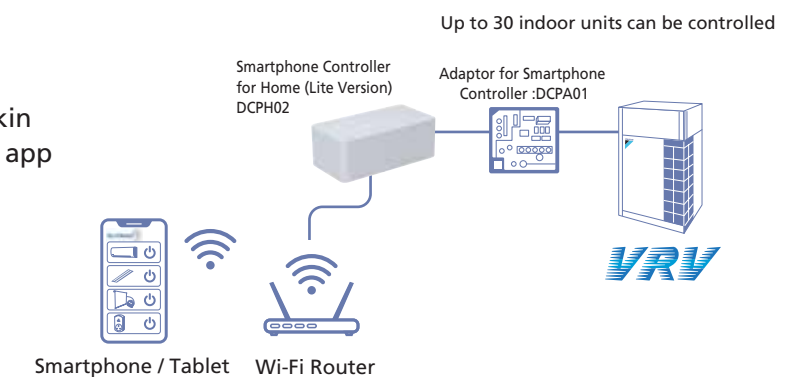 Up to 30 indoor units can be controlled
Smartphone Controller
for Home (Lite Version)
DCPH02
Adaptor for Smartphone
Controller :DCPA01
kin
app
VRV
Smartphone / Tablet
Wi-Fi Router